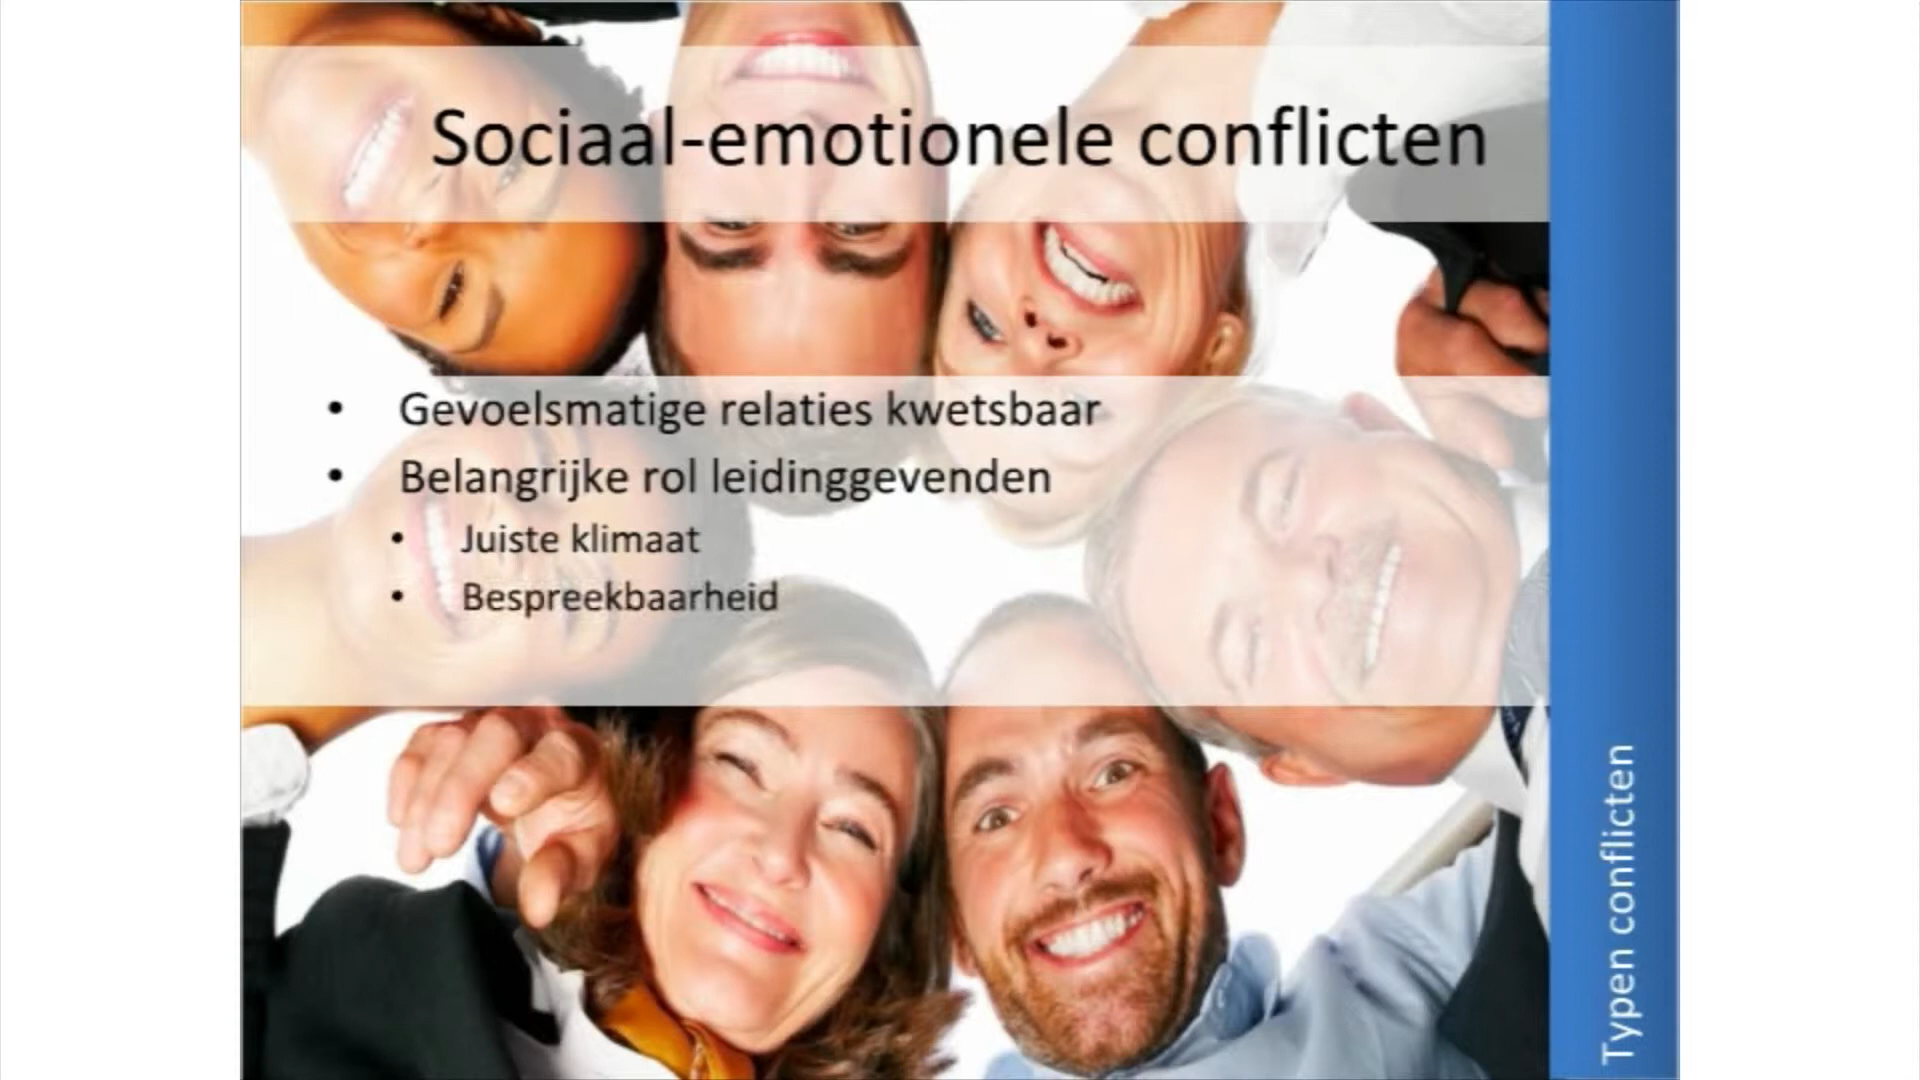 Sociaal-emotionele conflicten
• Gevoelsmatige relaties kwetsbaar
• Belangrijke rol leidinggevenden
• Juiste klimaat
• Bespreekbaarheid
Typen conflicten